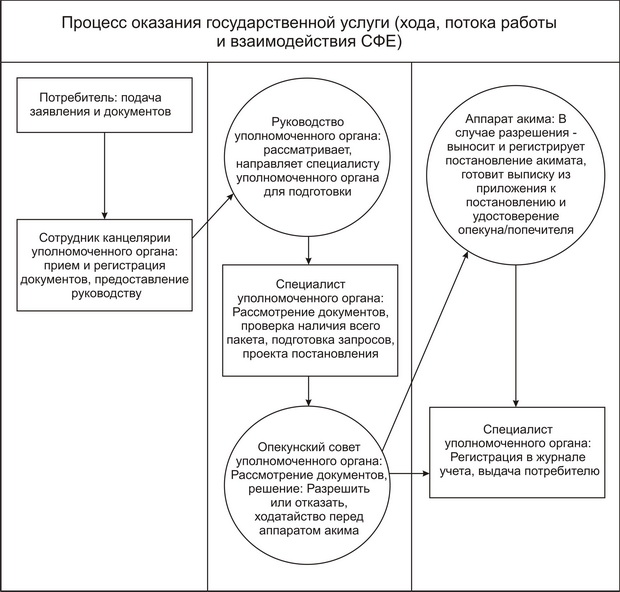 Процесс оказания государственной услуги (хода, потока работы
и взаимодействия СФЕ)
Потребитель: подача
заявления и документов
Сотрудник канцелярии
уполномоченного органа:
прием и регистрация
документов, предоставление
руководству
Руководство
уполномоченного органа:
рассматривает,
направляет специалисту
уполномоченного органа
для подготовки
Специалист
уполномоченного органа:
Рассмотрение документов,
проверка наличия всего
пакета, подготовка запросов,
проекта постановления
Опекунский совет
уполномоченного органа:
Рассмотрение документов,
решение: Разрешить
или отказать,
ходатайство перед
аппаратом акима
Аппарат акима: В
случае разрешения -
выносит и регистрирует
постановление акимата,
готовит выписку из
приложения к
постановлению и
удостоверение
опекуна/попечителя
Специалист
уполномоченного органа:
Регистрация в журнале
учета, выдача потребителю